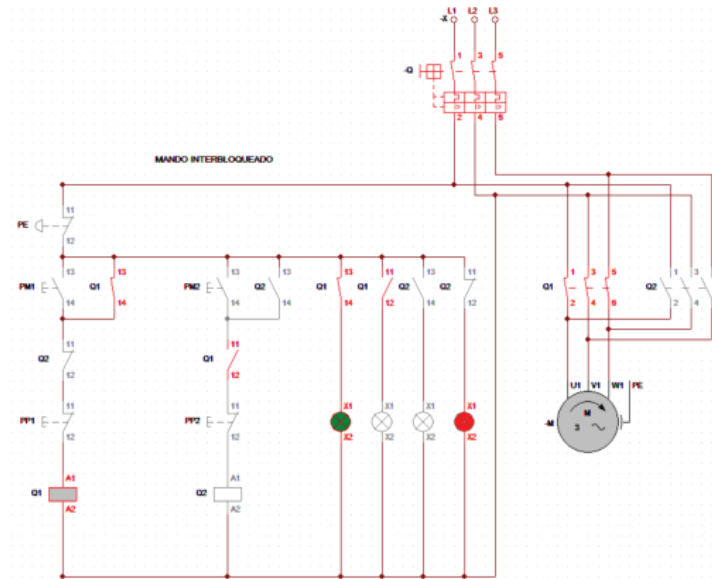 L1 L2 L3
-X
1 3 5
-Q
2 4 6
MANDO INTERBLOQUEADO
11
PE
12
13 13 13 13 13 11 13 11
PM1 Q1 PM2 Q2 Q1 Q1 Q2 Q2
14 14 14 14 14 12 14 12
1 3 5 1 3 5
Q1 Q2
2 4 6 2 4
11 11
Q2 Q1
12 12
11 11
PP1 PP2
12 12
X1 X1 X1 X1
X2 X2 X2 X2
U1 V1 W1 PE
-M M
3
A1 A1
Q1 Q2
A2 A2